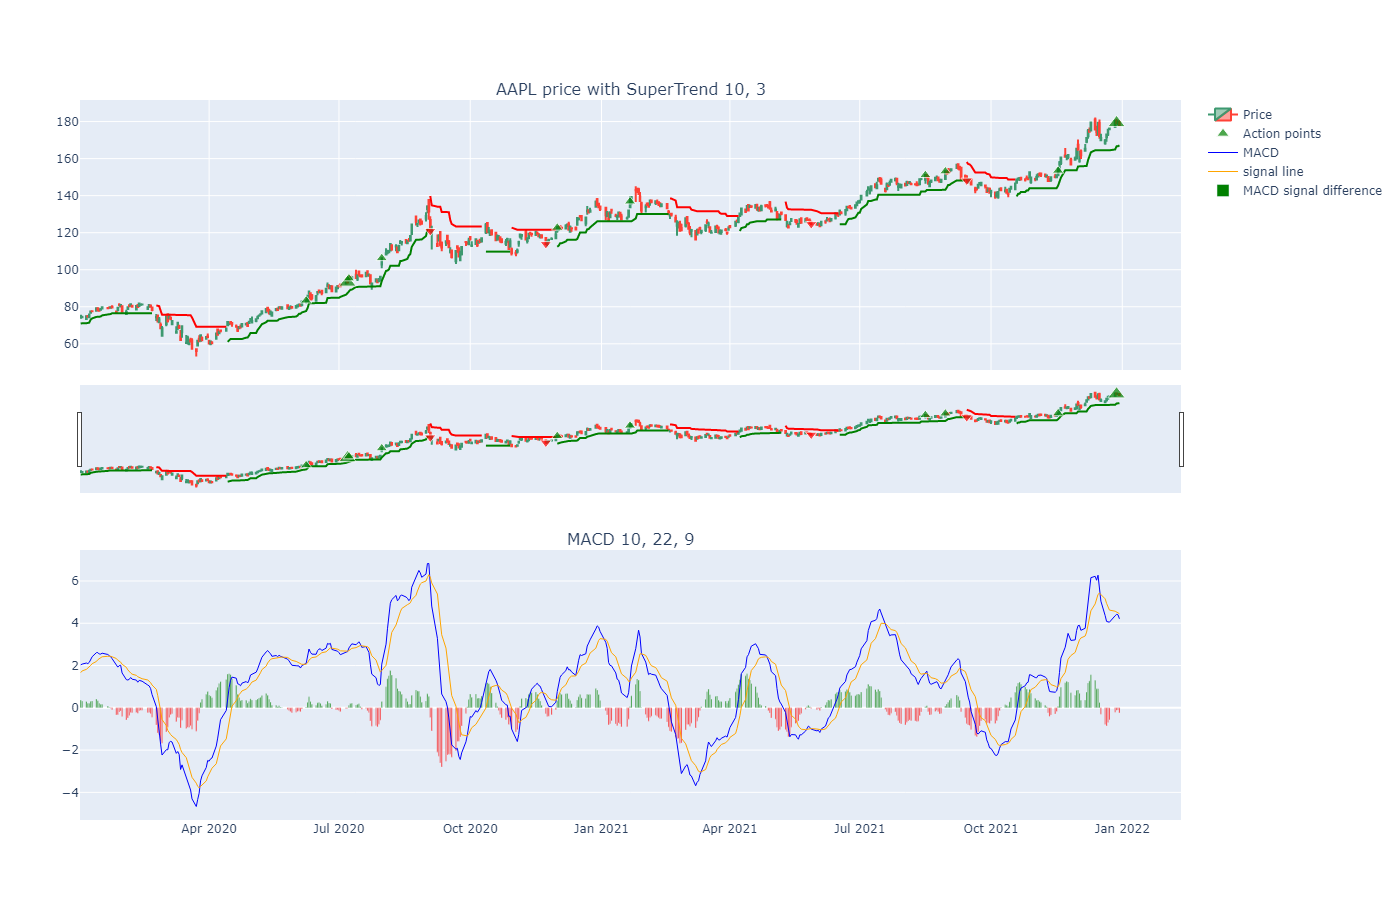 AAPL price with SuperTrend 10, 3
180
160
140
120
100
80
60
Price
Action points
MACD
signal line
MACD signal difference
MACD 10, 22, 9
6
4
2
0
−2
−4
Apr 2020
Jul 2020
Oct 2020
Jan 2021
Apr 2021
Jul 2021
Oct 2021
Jan 2022